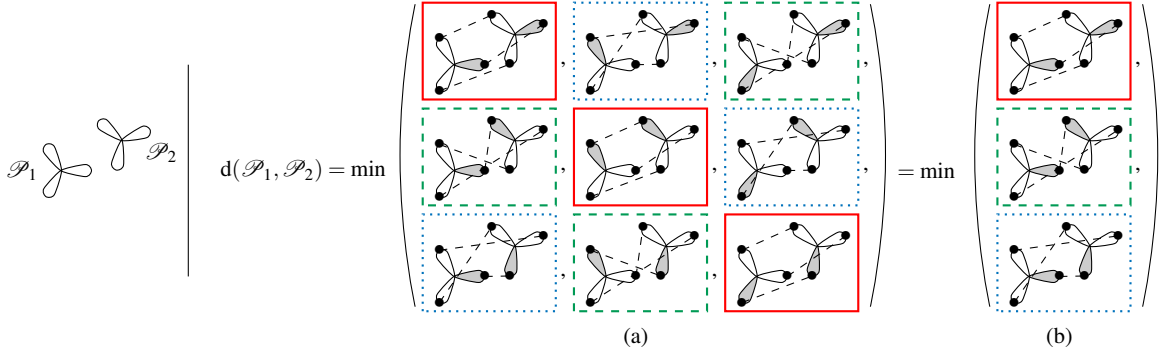 𝒫₁ 𝒫₂ d(𝒫₁, 𝒫₂) = min ( , , , , , , , , ) = min ( , , )
(a) (b)